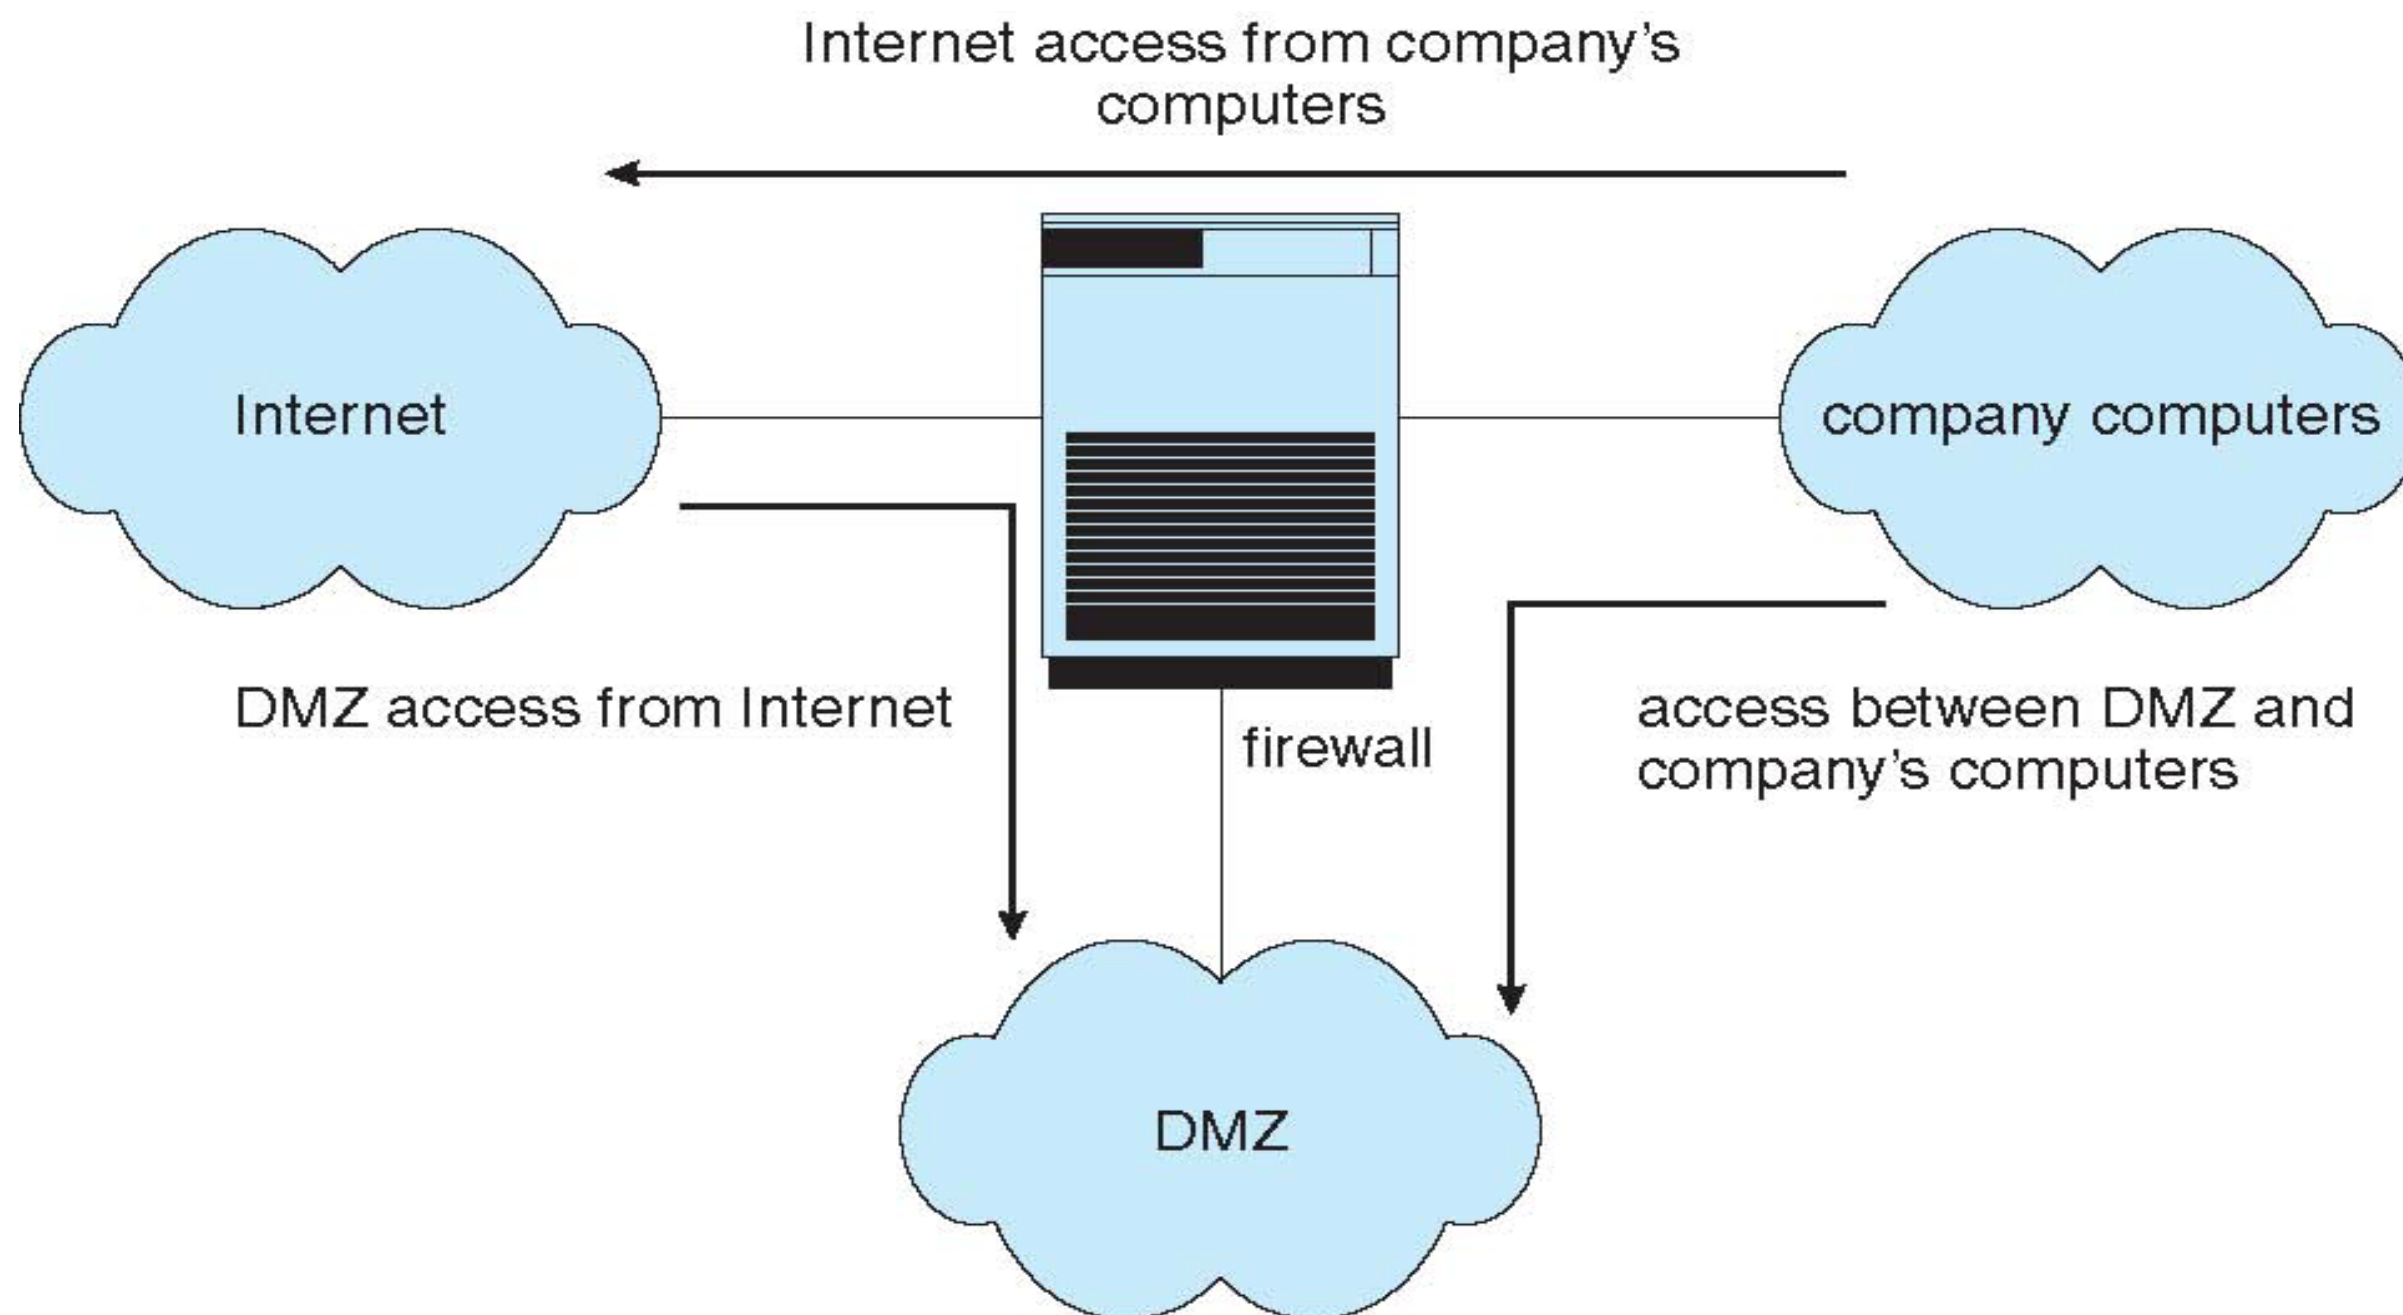 Internet access from company's
computers
Internet
company computers
DMZ access from Internet
firewall
access between DMZ and
company's computers
DMZ